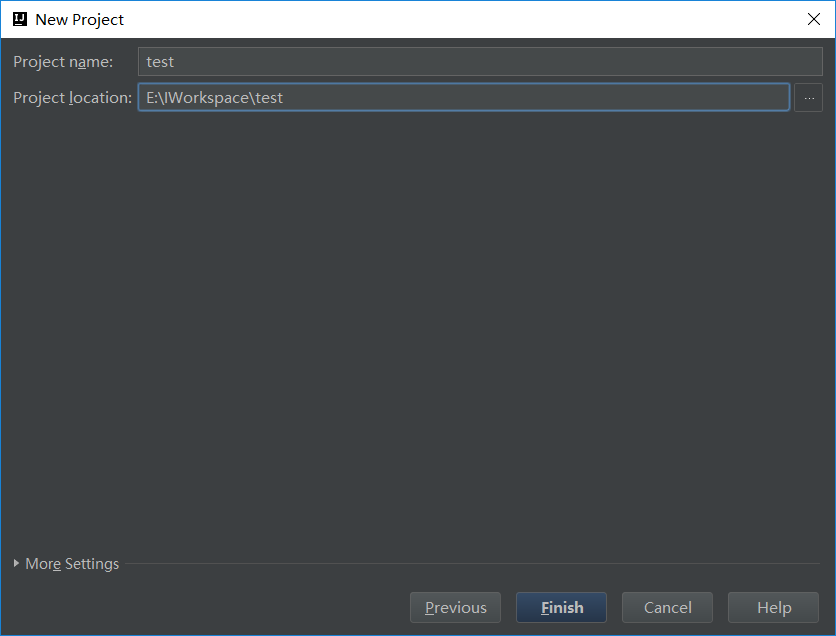 IJ New Project
Project name: test
Project location: E:\IWorkspace\test ...
More Settings
Previous Finish Cancel Help